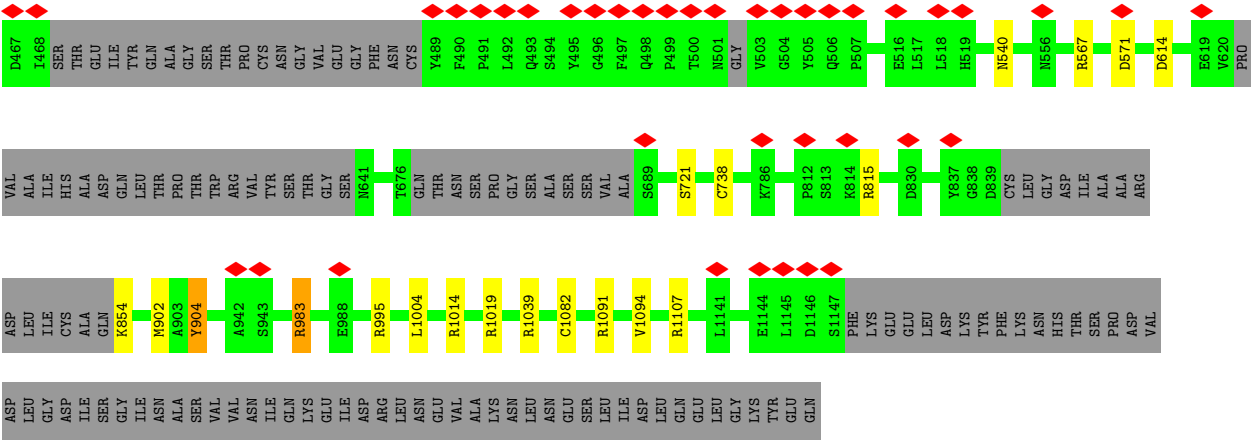 D467 I468 SER THR GLU ILE TYR GLN ALA GLY SER THR PRO CYS ASN GLY VAL GLU GLY PHE ASN CYS Y489 F490 P491 L492 Q493 S494 Y495 G496 F497 Q498 P499 T500 N501 GLY V503 G504 Y505 Q506 P507 E516 L517 L518 H519 N540 N556 R567 D571 D614 E619 V620 PRO
VAL ALA ILE HIS ALA ASP GLN LEU THR PRO THR TRP ARG VAL TYR SER THR GLY SER N641 T676 GLN THR ASN SER PRO GLY SER ALA SER SER VAL ALA S689 S721 C738 K786 P812 S813 K814 R815 D830 Y837 G838 D839 CYS LEU GLY ASP ILE ALA ALA ARG
ASP LEU ILE CYS ALA GLN K854 M902 A903 Y904 A942 S943 R983 E988 R995 L1004 R1014 R1019 R1039 C1082 R1091 V1094 R1107 L1141 E1144 L1145 D1146 S1147 PHE LYS GLU GLU LEU ASP LYS TYR PHE LYS ASN HIS THR SER PRO ASP VAL
ASP LEU GLY ASP ILE SER GLY ILE ASN ALA SER VAL VAL ASN ILE GLN LYS GLU ILE ASP ARG LEU ASN GLU VAL ALA LYS ASN LEU ASN GLU SER LEU ILE ASP LEU GLN GLU LEU GLY LYS TYR GLU GLN